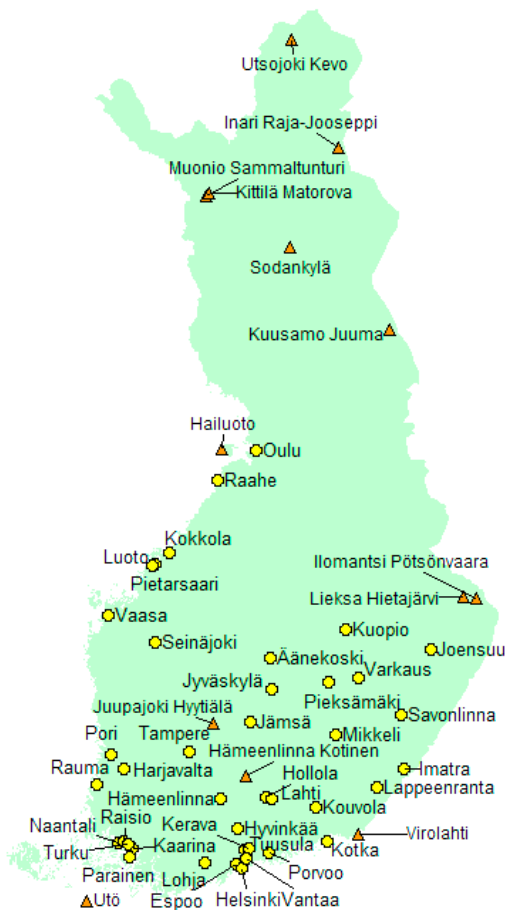 Utsojoki Kevo
Inari Raja-Jooseppi
Muonio Sammaltunturi
Kittilä Matorova
Sodankylä
Kuusamo Juuma
Hailuoto
Oulu
Raahe
Kokkola
Luoto
Pietarsaari
Ilomantsi Pötsönvaara
Lieksa Hietajärvi
Vaasa
Seinäjoki
Kuopio
Joensuu
Äänekoski
Varkaus
Jyväskylä
Pieksämäki
Juupajoki Hyytiälä
Savonlinna
Jämsä
Pori
Tampere
Mikkeli
Hämeenlinna Kotinen
Rauma
Harjavalta
Hollola
Imatra
Lappeenranta
Hämeenlinna
Lahti
Kouvola
Raisio
Naantali
Kerava
Hyvinkää
Virolahti
Turku
Kaarina
Tuusula
Kotka
Parainen
Lohja
Porvoo
Utö
Espoo
Helsinki
Vantaa